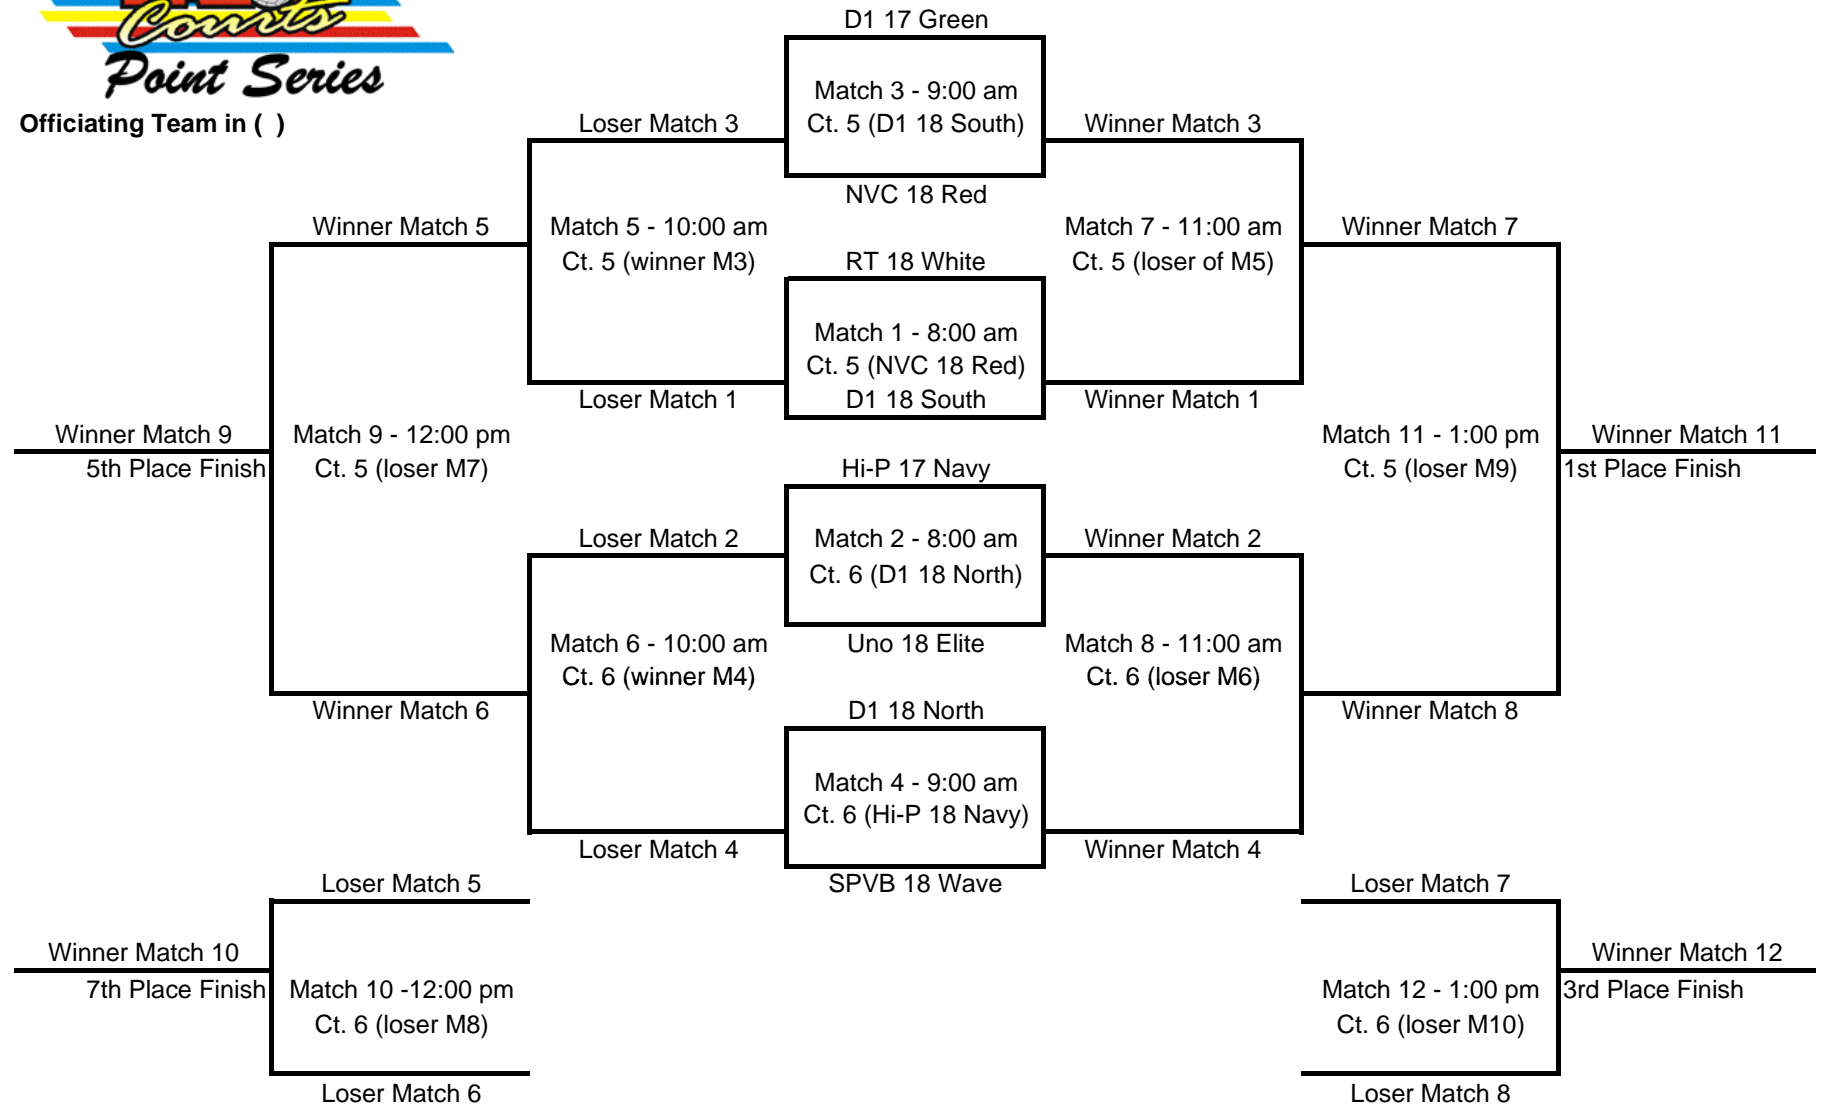 Courts
Point Series
Officiating Team in ( )
D1 17 Green
Match 3 - 9:00 am
Ct. 5 (D1 18 South)
NVC 18 Red
Loser Match 3
Winner Match 3
Winner Match 5
Match 5 - 10:00 am
Ct. 5 (winner M3)
Match 7 - 11:00 am
Ct. 5 (loser of M5)
Winner Match 7
RT 18 White
Match 1 - 8:00 am
Ct. 5 (NVC 18 Red)
D1 18 South
Loser Match 1
Winner Match 1
Winner Match 9
5th Place Finish
Match 9 - 12:00 pm
Ct. 5 (loser M7)
Match 11 - 1:00 pm
Ct. 5 (loser M9)
Winner Match 11
1st Place Finish
Hi-P 17 Navy
Match 2 - 8:00 am
Ct. 6 (D1 18 North)
Uno 18 Elite
Loser Match 2
Winner Match 2
Match 6 - 10:00 am
Ct. 6 (winner M4)
Match 8 - 11:00 am
Ct. 6 (loser M6)
Winner Match 6
Winner Match 8
D1 18 North
Match 4 - 9:00 am
Ct. 6 (Hi-P 18 Navy)
SPVB 18 Wave
Loser Match 4
Winner Match 4
Loser Match 5
Winner Match 10
7th Place Finish
Match 10 -12:00 pm
Ct. 6 (loser M8)
Loser Match 6
Loser Match 7
Match 12 - 1:00 pm
Ct. 6 (loser M10)
Winner Match 12
3rd Place Finish
Loser Match 8